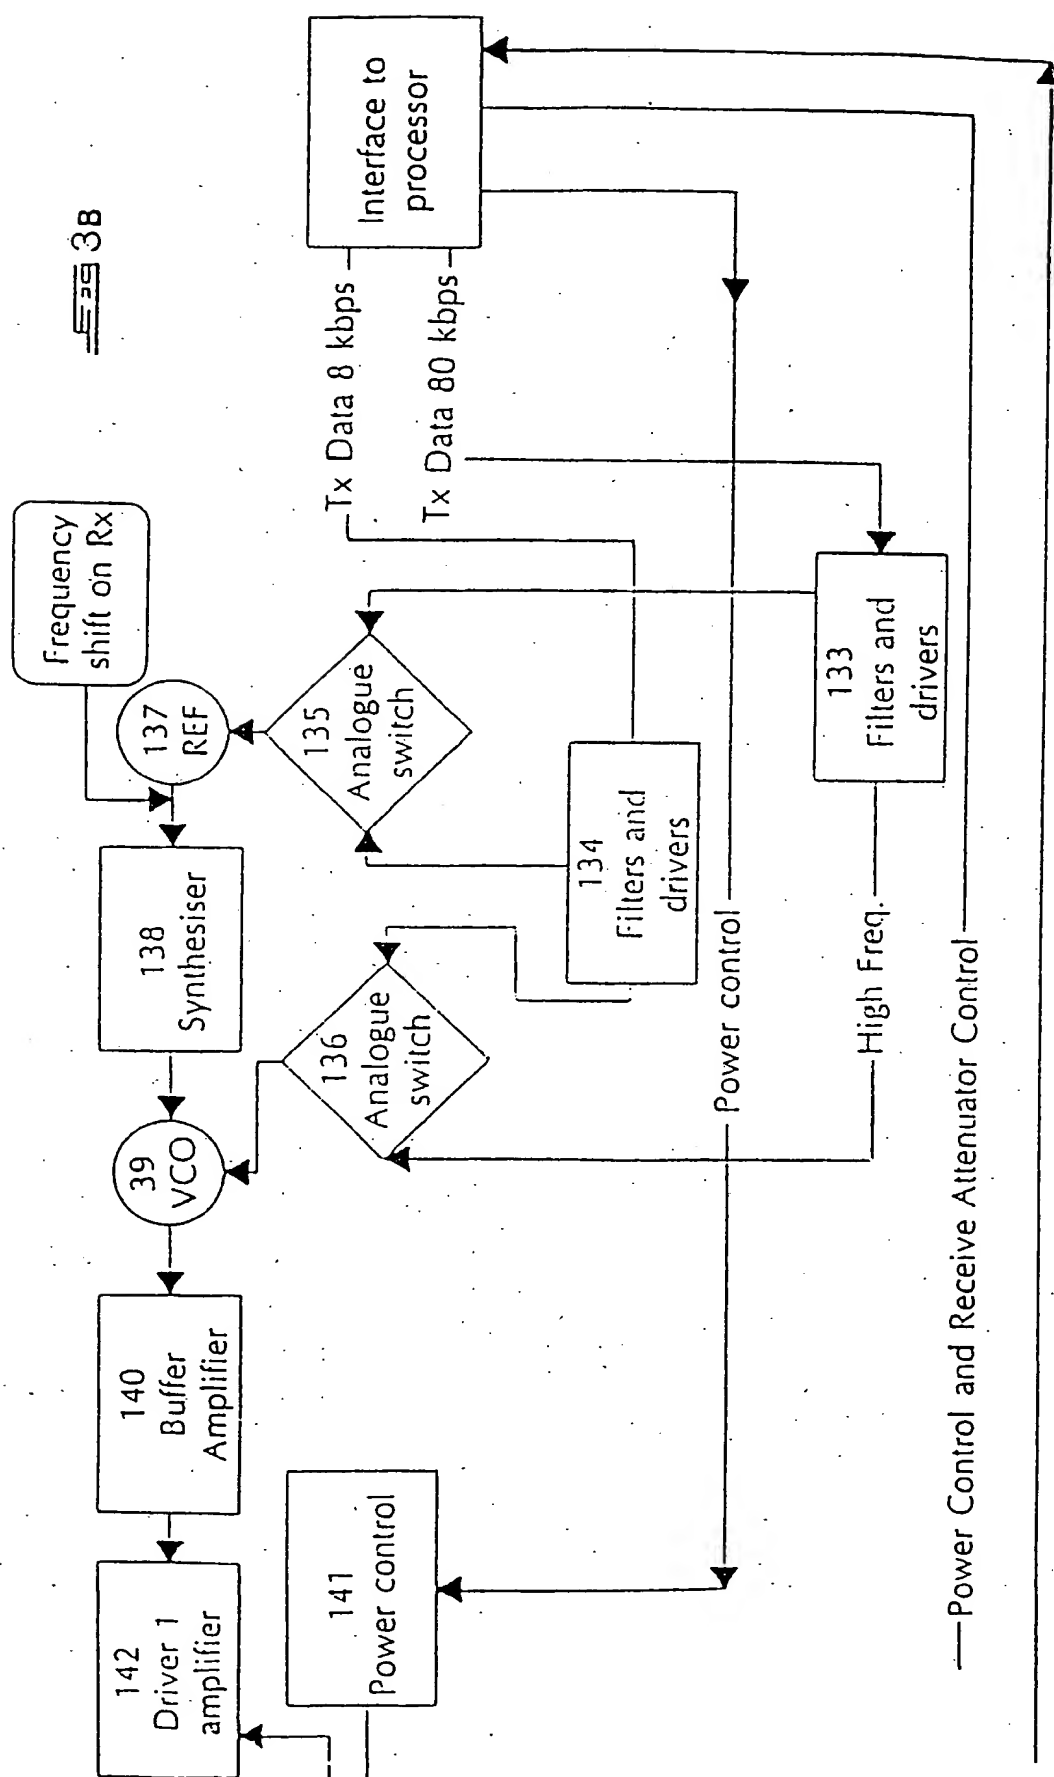 Fig 3B
Interface to
processor
Tx Data 8 kbps
Tx Data 80 kbps
Frequency
shift on Rx
137
REF
135
Analogue
switch
133
Filters and
drivers
134
Filters and
drivers
138
Synthesiser
136
Analogue
switch
Power control
High Freq.
Power Control and Receive Attenuator Control
39
VCO
140
Buffer
Amplifier
141
Power control
142
Driver 1
amplifier